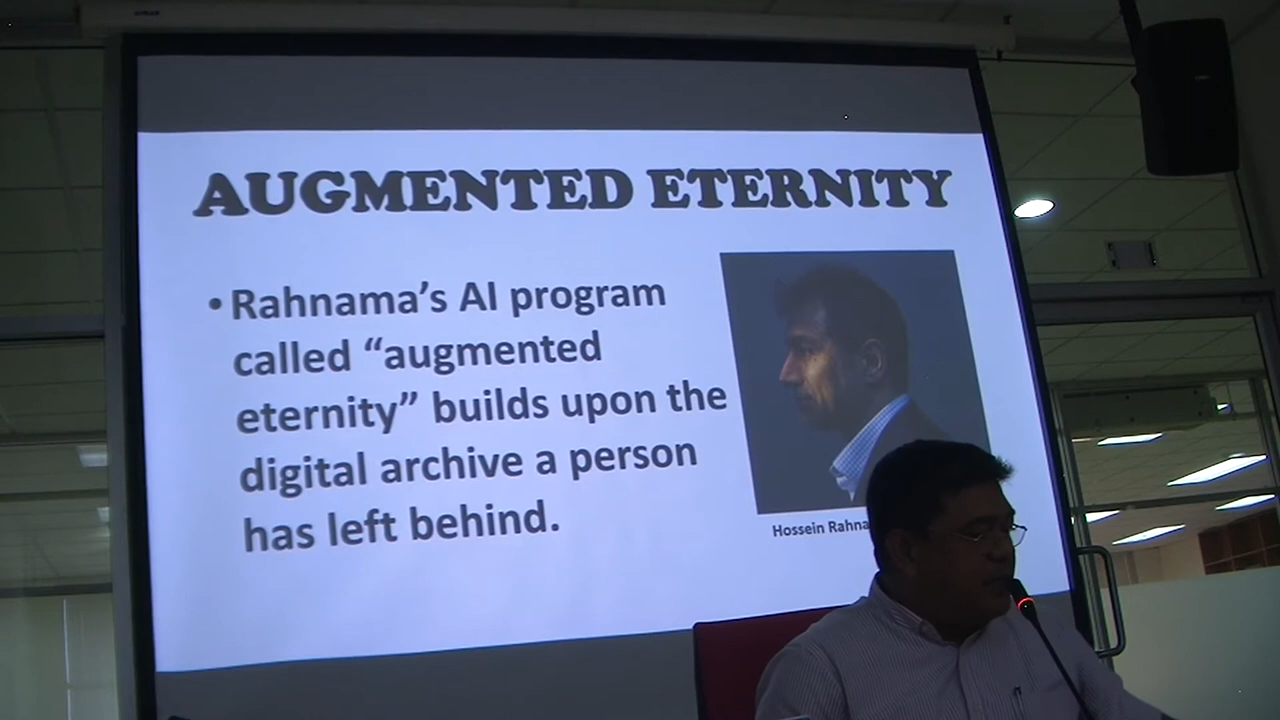 AUGMENTED ETERNITY
• Rahnama's AI program
called “augmented
eternity” builds upon the
digital archive a person
has left behind.
Hossein Rahna